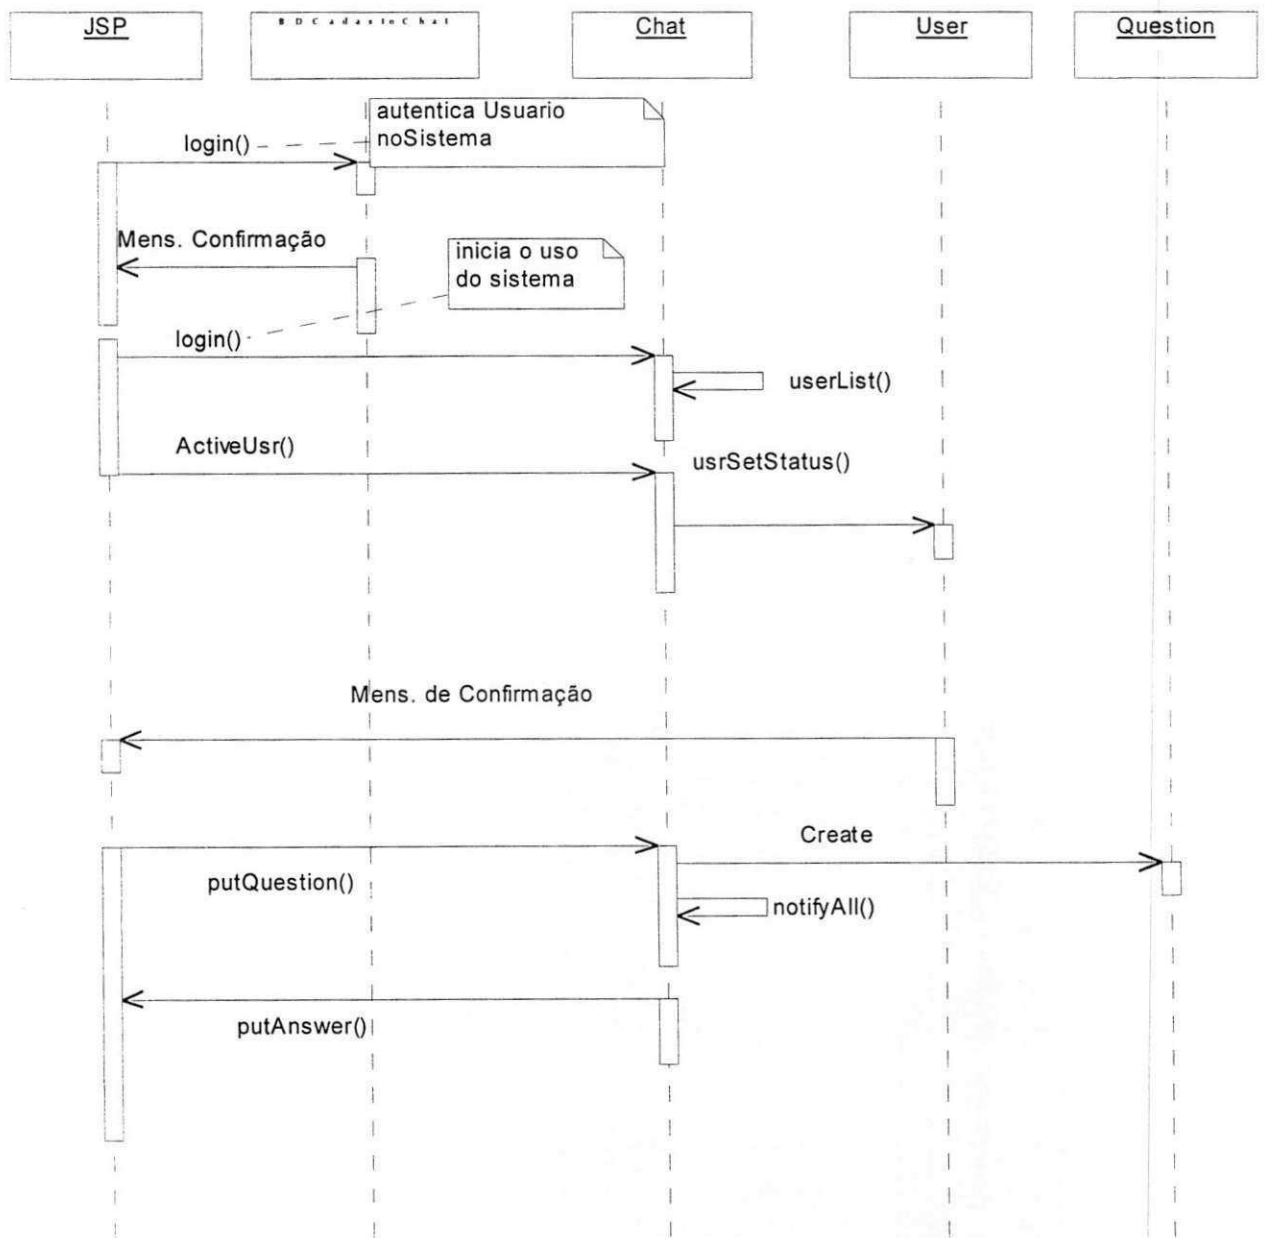 JSP
BDCadastoChat
Chat
User
Question
autentica Usuario
noSistema
login()
Mens. Confirmação
inicia o uso
do sistema
login()
userList()
ActiveUsr()
usrSetStatus()
Mens. de Confirmação
Create
putQuestion()
notifyAll()
putAnswer()